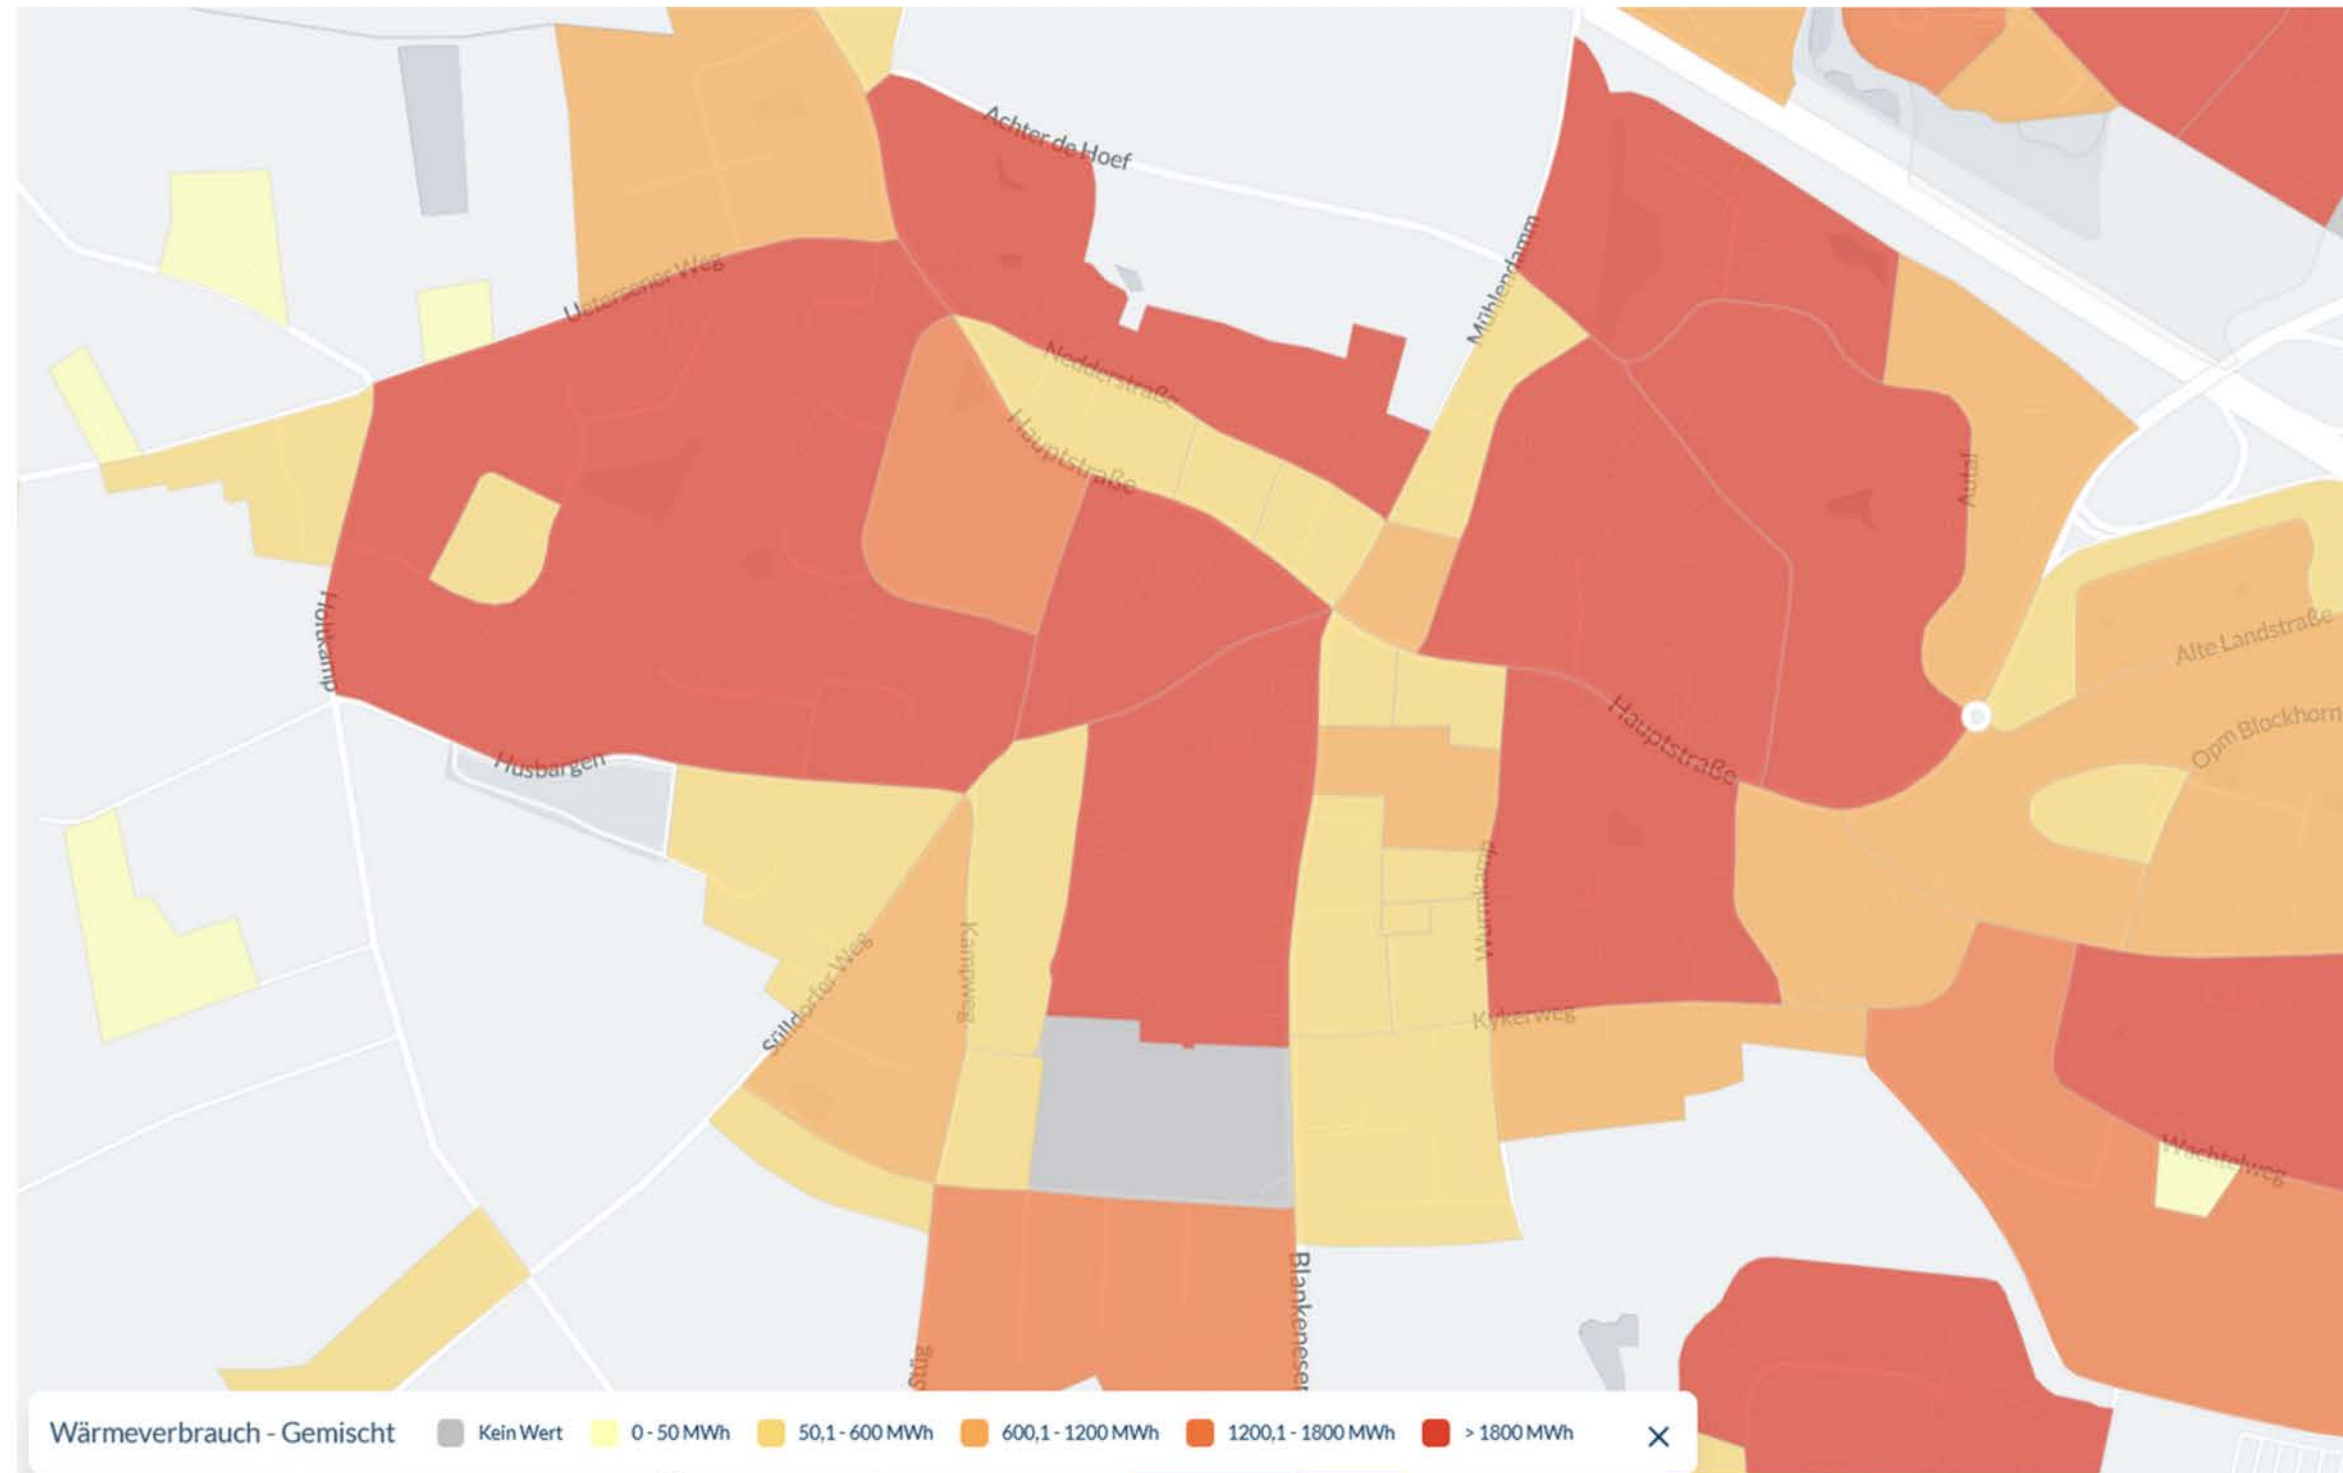 Achter de Hoef
Mühlendamm
Uetersener Weg
Nedderstraße
Hauptstraße
Autal
Holtkamp
Alte Landstraße
Hauptstraße
Opm Blockhorn
Husbargen
Wurmkamp
Kampweg
Sülldorfer Weg
Kykerweg
Wachtelweg
Blankeneser
Wärmeverbrauch - Gemischt
Kein Wert
0 - 50 MWh
50,1 - 600 MWh
600,1 - 1200 MWh
1200,1 - 1800 MWh
> 1800 MWh